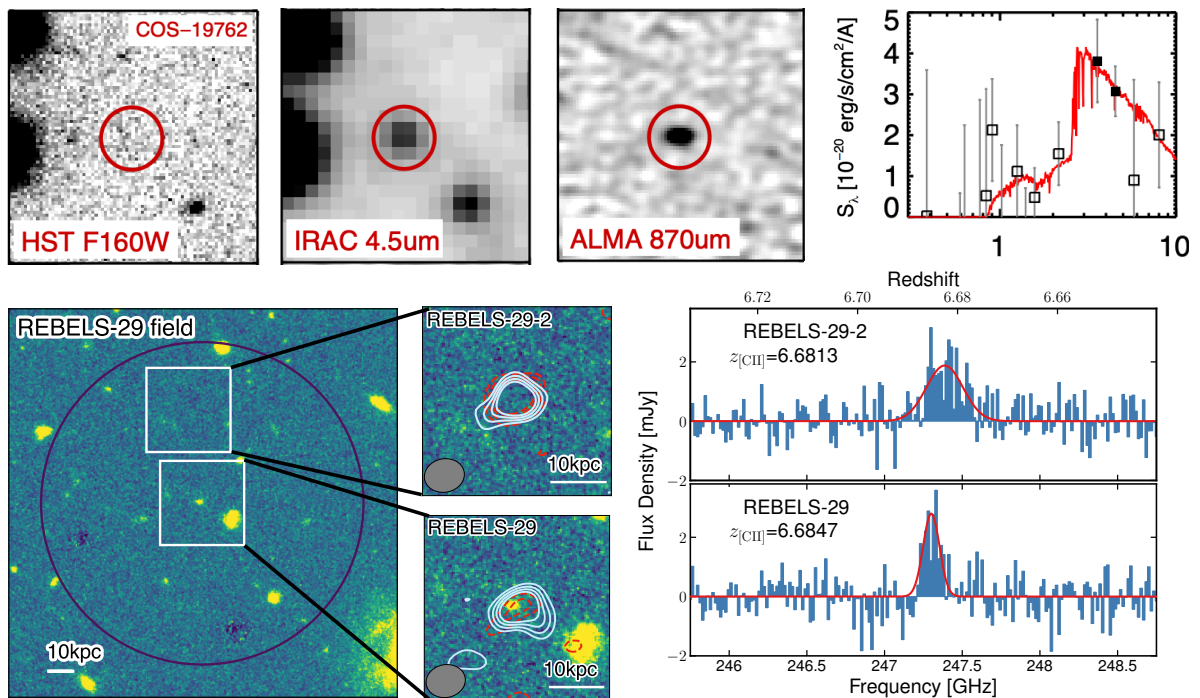 COS-19762
HST F160W
IRAC 4.5um
ALMA 870um
S_λ [10^-20 erg/s/cm^2/A]
5
4
3
2
1
0
1 10
REBELS-29 field
10kpc
REBELS-29-2
10kpc
REBELS-29
10kpc
Redshift
6.72 6.70 6.68 6.66
REBELS-29-2
z_[CII]=6.6813
2
0
−2
REBELS-29
z_[CII]=6.6847
2
0
−2
Flux Density [mJy]
246 246.5 247 247.5 248 248.5
Frequency [GHz]